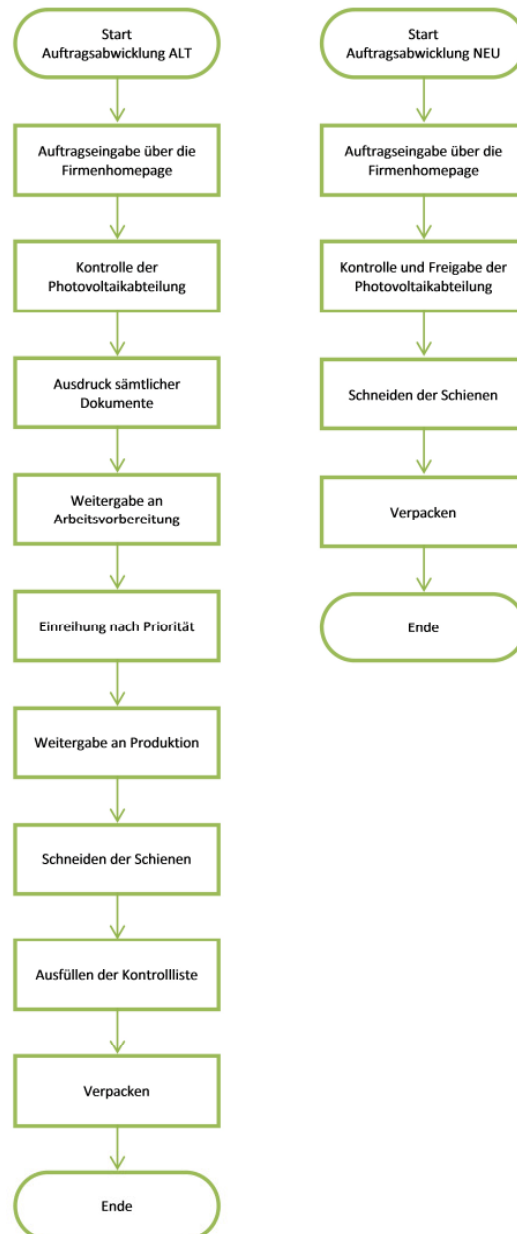 Start
Auftragsabwicklung ALT
Auftragseingabe über die
Firmenhomepage
Kontrolle der
Photovoltaikabteilung
Ausdruck sämtlicher
Dokumente
Weitergabe an
Arbeitsvorbereitung
Einreihung nach Priorität
Weitergabe an Produktion
Schneiden der Schienen
Ausfüllen der Kontrollliste
Verpacken
Ende
Start
Auftragsabwicklung NEU
Auftragseingabe über die
Firmenhomepage
Kontrolle und Freigabe der
Photovoltaikabteilung
Schneiden der Schienen
Verpacken
Ende